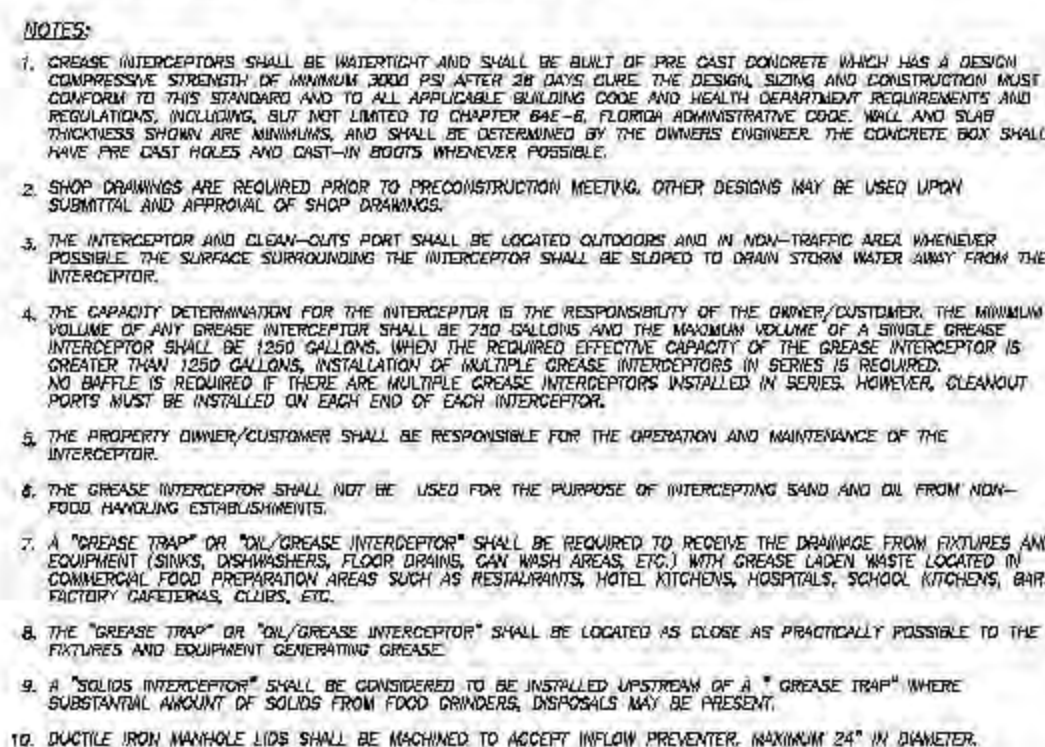 NOTES:
1. GREASE INTERCEPTORS SHALL BE WATERTIGHT AND SHALL BE BUILT OF PRE CAST CONCRETE WHICH HAS A DESIGN
COMPRESSIVE STRENGTH OF MINIMUM 3000 PSI AFTER 28 DAYS CURE. THE DESIGN, SIZING AND CONSTRUCTION MUST
CONFORM TO THIS STANDARD AND TO ALL APPLICABLE BUILDING CODE AND HEALTH DEPARTMENT REQUIREMENTS AND
REGULATIONS, INCLUDING, BUT NOT LIMITED TO CHAPTER 64E-6, FLORIDA ADMINISTRATIVE CODE. WALL AND SLAB
THICKNESS SHOWN ARE MINIMUMS, AND SHALL BE DETERMINED BY THE OWNERS ENGINEER. THE CONCRETE BOX SHALL
HAVE PRE CAST HOLES AND CAST-IN BOOTS WHENEVER POSSIBLE.
2. SHOP DRAWINGS ARE REQUIRED PRIOR TO PRECONSTRUCTION MEETING. OTHER DESIGNS MAY BE USED UPON
SUBMITTAL AND APPROVAL OF SHOP DRAWINGS.
3. THE INTERCEPTOR AND CLEAN-OUTS PORT SHALL BE LOCATED OUTDOORS AND IN NON-TRAFFIC AREA WHENEVER
POSSIBLE. THE SURFACE SURROUNDING THE INTERCEPTOR SHALL BE SLOPED TO DRAIN STORM WATER AWAY FROM THE
INTERCEPTOR.
4. THE CAPACITY DETERMINATION FOR THE INTERCEPTOR IS THE RESPONSIBILITY OF THE OWNER/CUSTOMER. THE MINIMUM
VOLUME OF ANY GREASE INTERCEPTOR SHALL BE 750 GALLONS AND THE MAXIMUM VOLUME OF A SINGLE GREASE
INTERCEPTOR SHALL BE 1250 GALLONS. WHEN THE REQUIRED EFFECTIVE CAPACITY OF THE GREASE INTERCEPTOR IS
GREATER THAN 1250 GALLONS, INSTALLATION OF MULTIPLE GREASE INTERCEPTORS IN SERIES IS REQUIRED.
NO BAFFLE IS REQUIRED IF THERE ARE MULTIPLE GREASE INTERCEPTORS INSTALLED IN SERIES. HOWEVER, CLEANOUT
PORTS MUST BE INSTALLED ON EACH END OF EACH INTERCEPTOR.
5. THE PROPERTY OWNER/CUSTOMER SHALL BE RESPONSIBLE FOR THE OPERATION AND MAINTENANCE OF THE
INTERCEPTOR.
6. THE GREASE INTERCEPTOR SHALL NOT BE USED FOR THE PURPOSE OF INTERCEPTING SAND AND OIL FROM NON-
FOOD HANDLING ESTABLISHMENTS.
7. A "GREASE TRAP" OR "OIL/GREASE INTERCEPTOR" SHALL BE REQUIRED TO RECEIVE THE DRAINAGE FROM FIXTURES AND
EQUIPMENT (SINKS, DISHWASHERS, FLOOR DRAINS, CAN WASH AREAS, ETC.) WITH GREASE LADEN WASTE LOCATED IN
COMMERCIAL FOOD PREPARATION AREAS SUCH AS RESTAURANTS, HOTEL KITCHENS, HOSPITALS, SCHOOL KITCHENS, BAR
FACTORY CAFETERIAS, CLUBS, ETC.
8. THE "GREASE TRAP" OR "OIL/GREASE INTERCEPTOR" SHALL BE LOCATED AS CLOSE AS PRACTICALLY POSSIBLE TO THE
FIXTURES AND EQUIPMENT GENERATING GREASE.
9. A "SOLIDS INTERCEPTOR" SHALL BE CONSIDERED TO BE INSTALLED UPSTREAM OF A " GREASE TRAP" WHERE
SUBSTANTIAL AMOUNT OF SOLIDS FROM FOOD GRINDERS, DISPOSALS MAY BE PRESENT.
10. DUCTILE IRON MANHOLE LIDS SHALL BE MACHINED TO ACCEPT INFLOW PREVENTER. MAXIMUM 24" IN DIAMETER.